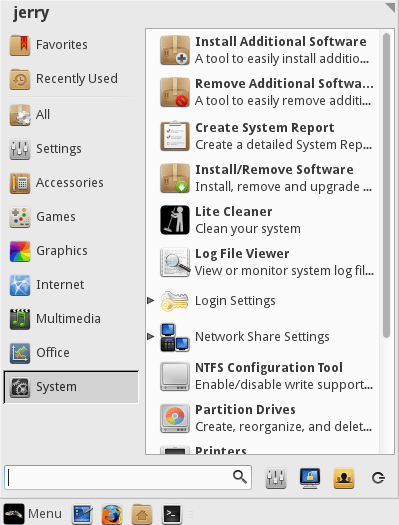 jerry
Favorites
Recently Used
All
Settings
Accessories
Games
Graphics
Internet
Multimedia
Office
System
Install Additional Software
A tool to easily install additio...
Remove Additional Softwa...
A tool to easily remove additi...
Create System Report
Create a detailed System Rep...
Install/Remove Software
Install, remove and upgrade ...
Lite Cleaner
Clean your system
Log File Viewer
View or monitor system log fil...
Login Settings
Network Share Settings
NTFS Configuration Tool
Enable/disable write support...
Partition Drives
Create, reorganize, and delet...
Printers
Menu